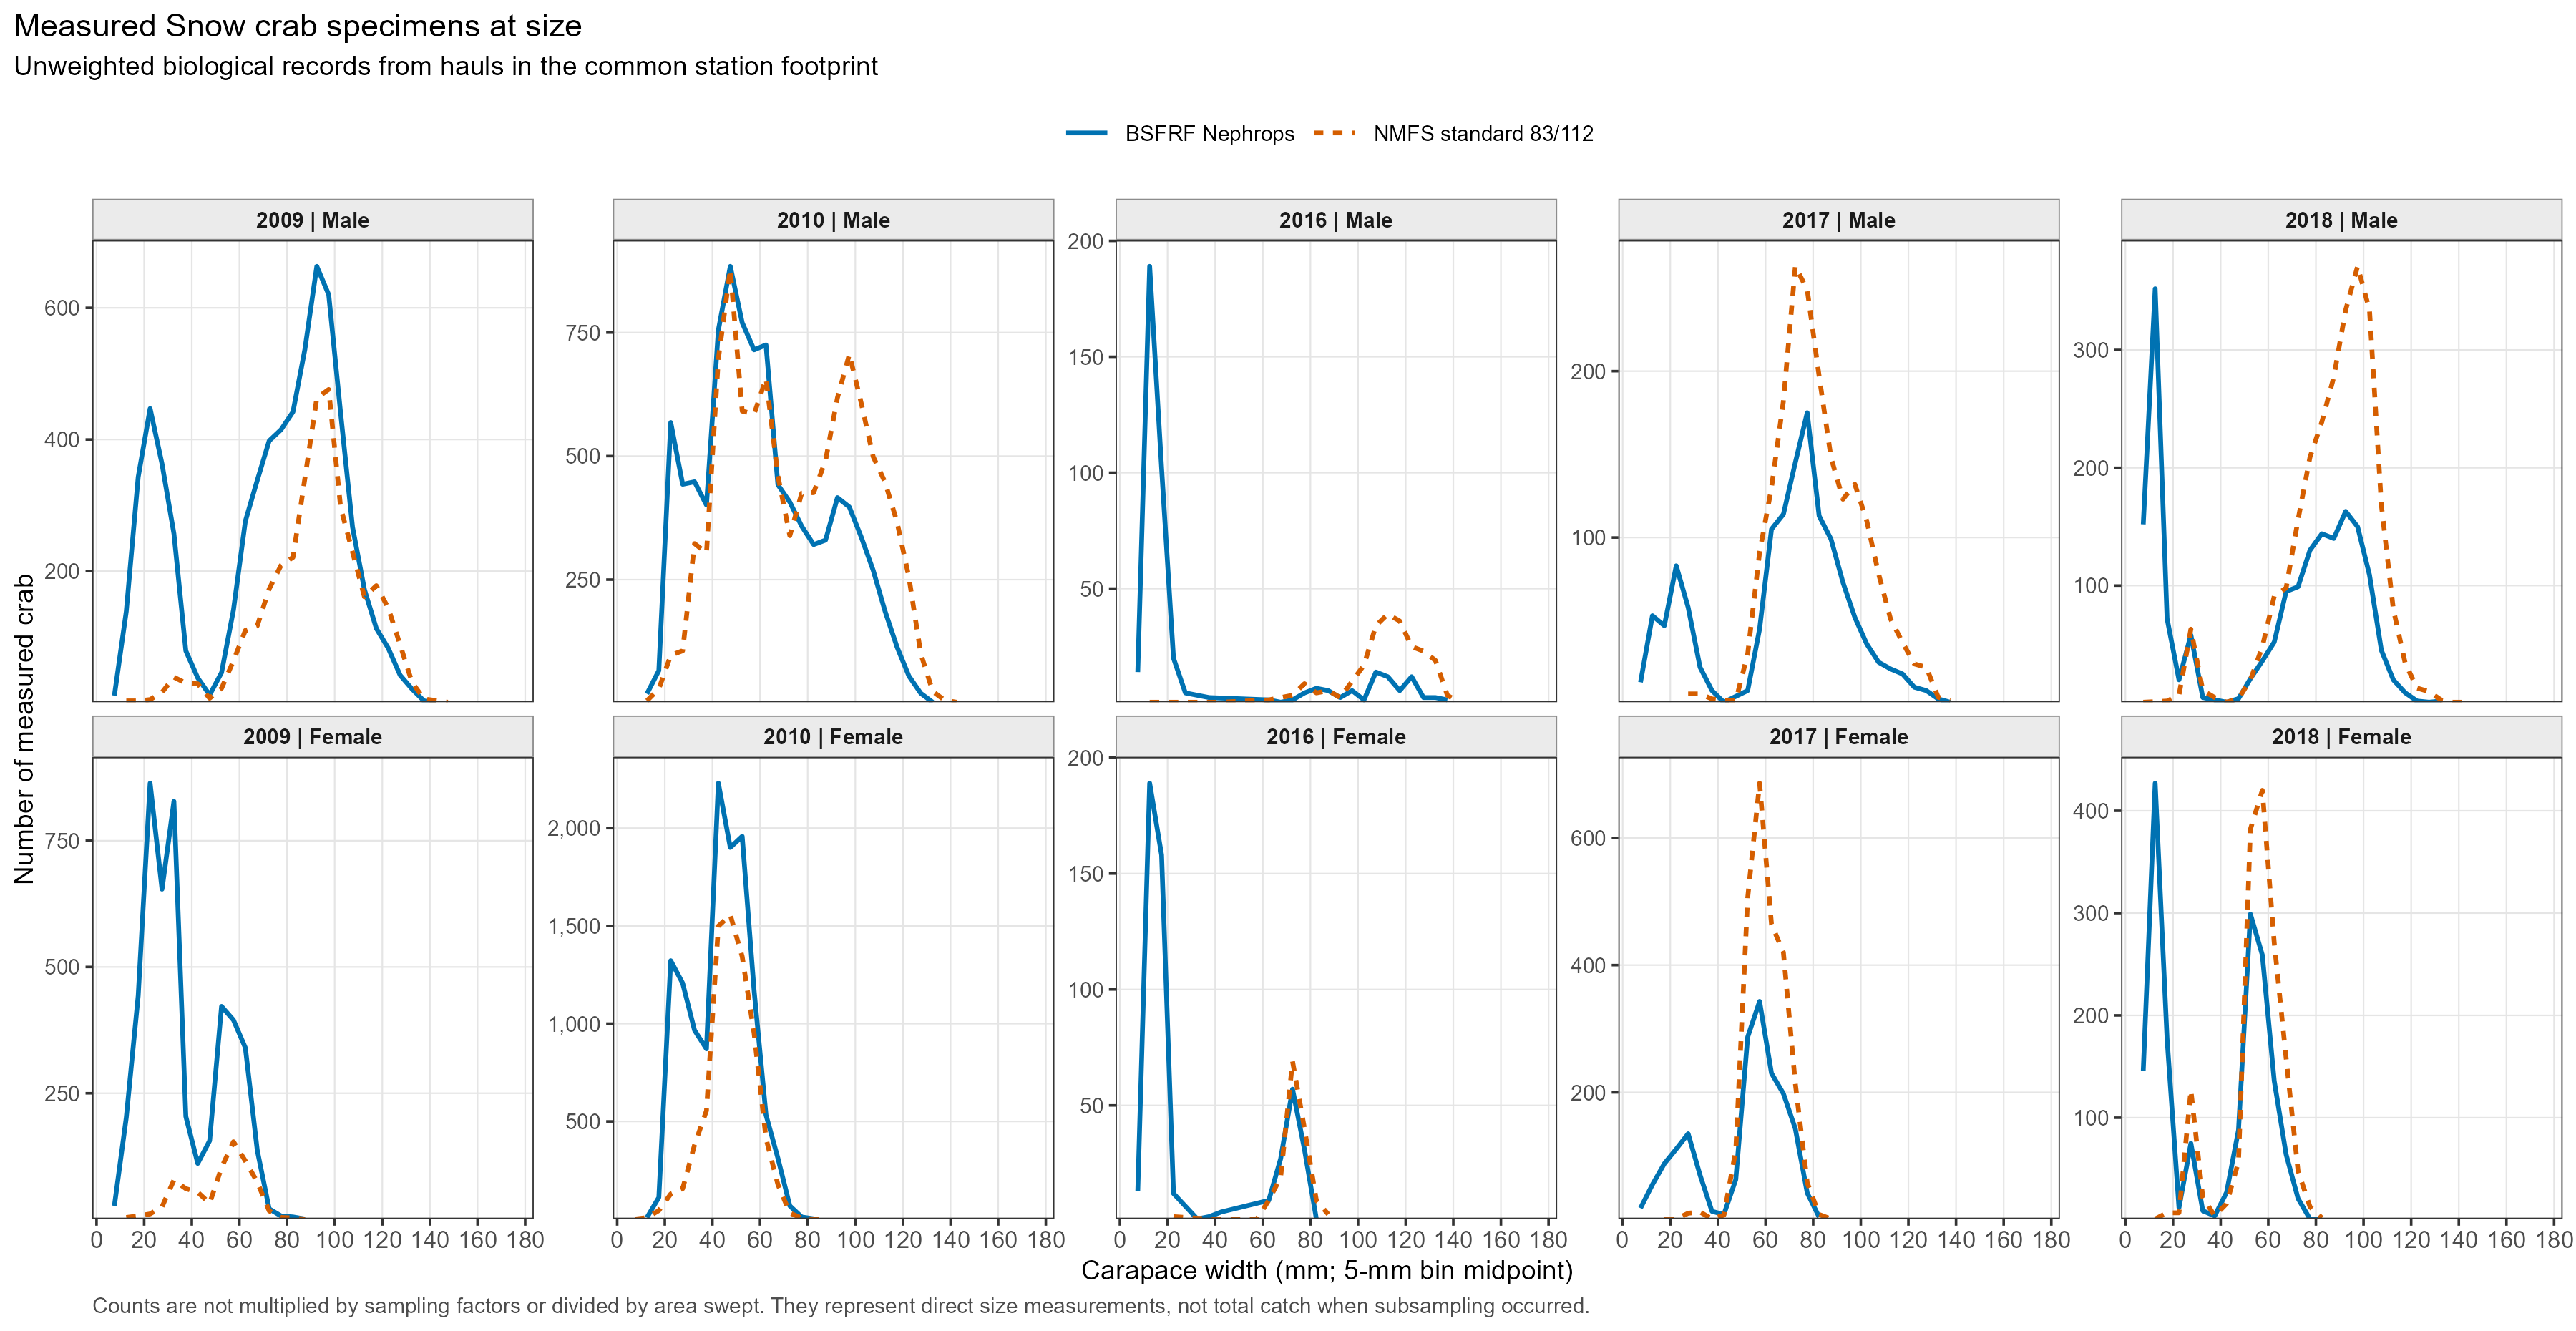 Measured Snow crab specimens at size
Unweighted biological records from hauls in the common station footprint
BSFRF Nephrops NMFS standard 83/112
2009 | Male 2010 | Male 2016 | Male 2017 | Male 2018 | Male
600
400
200
750
500
250
200
150
100
50
200
100
300
200
100
Number of measured crab
2009 | Female 2010 | Female 2016 | Female 2017 | Female 2018 | Female
750
500
250
2,000
1,500
1,000
500
200
150
100
50
600
400
200
400
300
200
100
0 20 40 60 80 100 120 140 160 180
0 20 40 60 80 100 120 140 160 180
0 20 40 60 80 100 120 140 160 180
0 20 40 60 80 100 120 140 160 180
0 20 40 60 80 100 120 140 160 180
Carapace width (mm; 5-mm bin midpoint)
Counts are not multiplied by sampling factors or divided by area swept. They represent direct size measurements, not total catch when subsampling occurred.